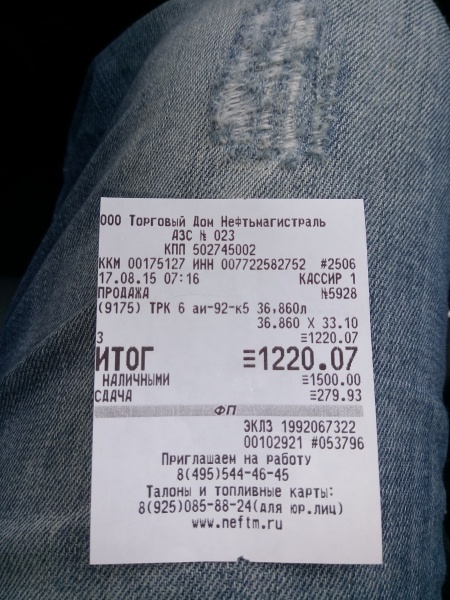 ООО Торговый Дом Нефтьмагистраль
АЗС № 023
КПП 502745002
ККМ 00175127 ИНН 007722582752 #2506
17.08.15 07:16 КАССИР 1
ПРОДАЖА №5928
(9175) ТРК 6 аи-92-к5 36,860л
36.860 X 33.10
3 ≡1220.07
ИТОГ ≡1220.07
НАЛИЧНЫМИ ≡1500.00
СДАЧА ≡279.93
ФП
ЭКЛЗ 1992067322
00102921 #053796
Приглашаем на работу
8(495)544-46-45
Талоны и топливные карты:
8(925)085-88-24(для юр.лиц)
www.neftm.ru